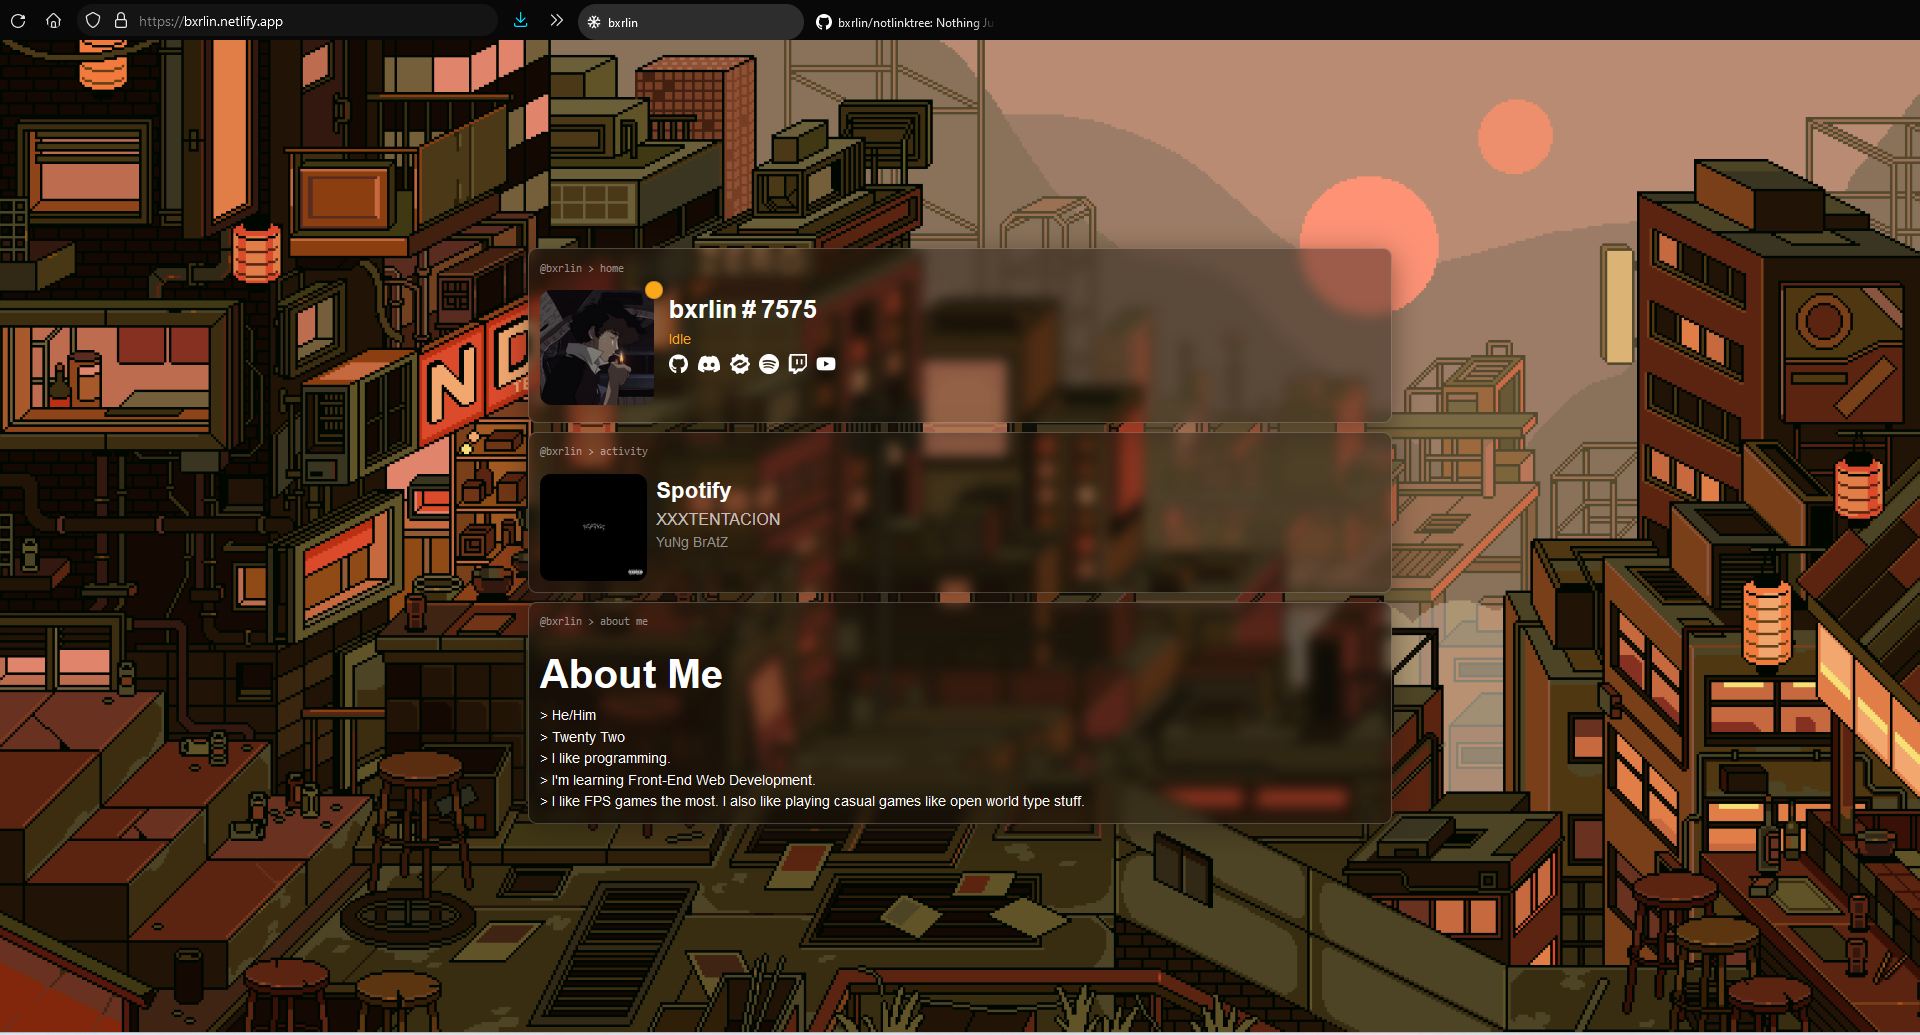 https://bxrlin.netlify.app
bxrlin
bxrlin/notlinktree: Nothing Ju
@bxrlin > home
bxrlin # 7575
Idle
@bxrlin > activity
Spotify
XXXTENTACION
YuNg BrAtZ
@bxrlin > about me
About Me
> He/Him
> Twenty Two
> I like programming.
> I'm learning Front-End Web Development.
> I like FPS games the most. I also like playing casual games like open world type stuff.